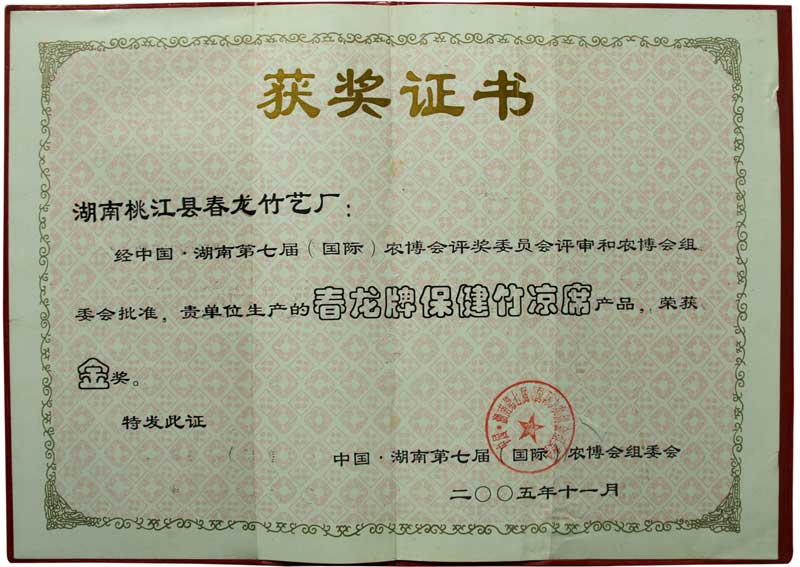 获奖证书
湖南桃江县春龙竹艺厂：
经中国·湖南第七届（国际）农博会评奖委员会评审和农博会组
委会批准，贵单位生产的春龙牌保健竹凉席产品，荣获
金奖。
特发此证
中国·湖南第七届（国际）农博会组委会
二〇〇五年十一月